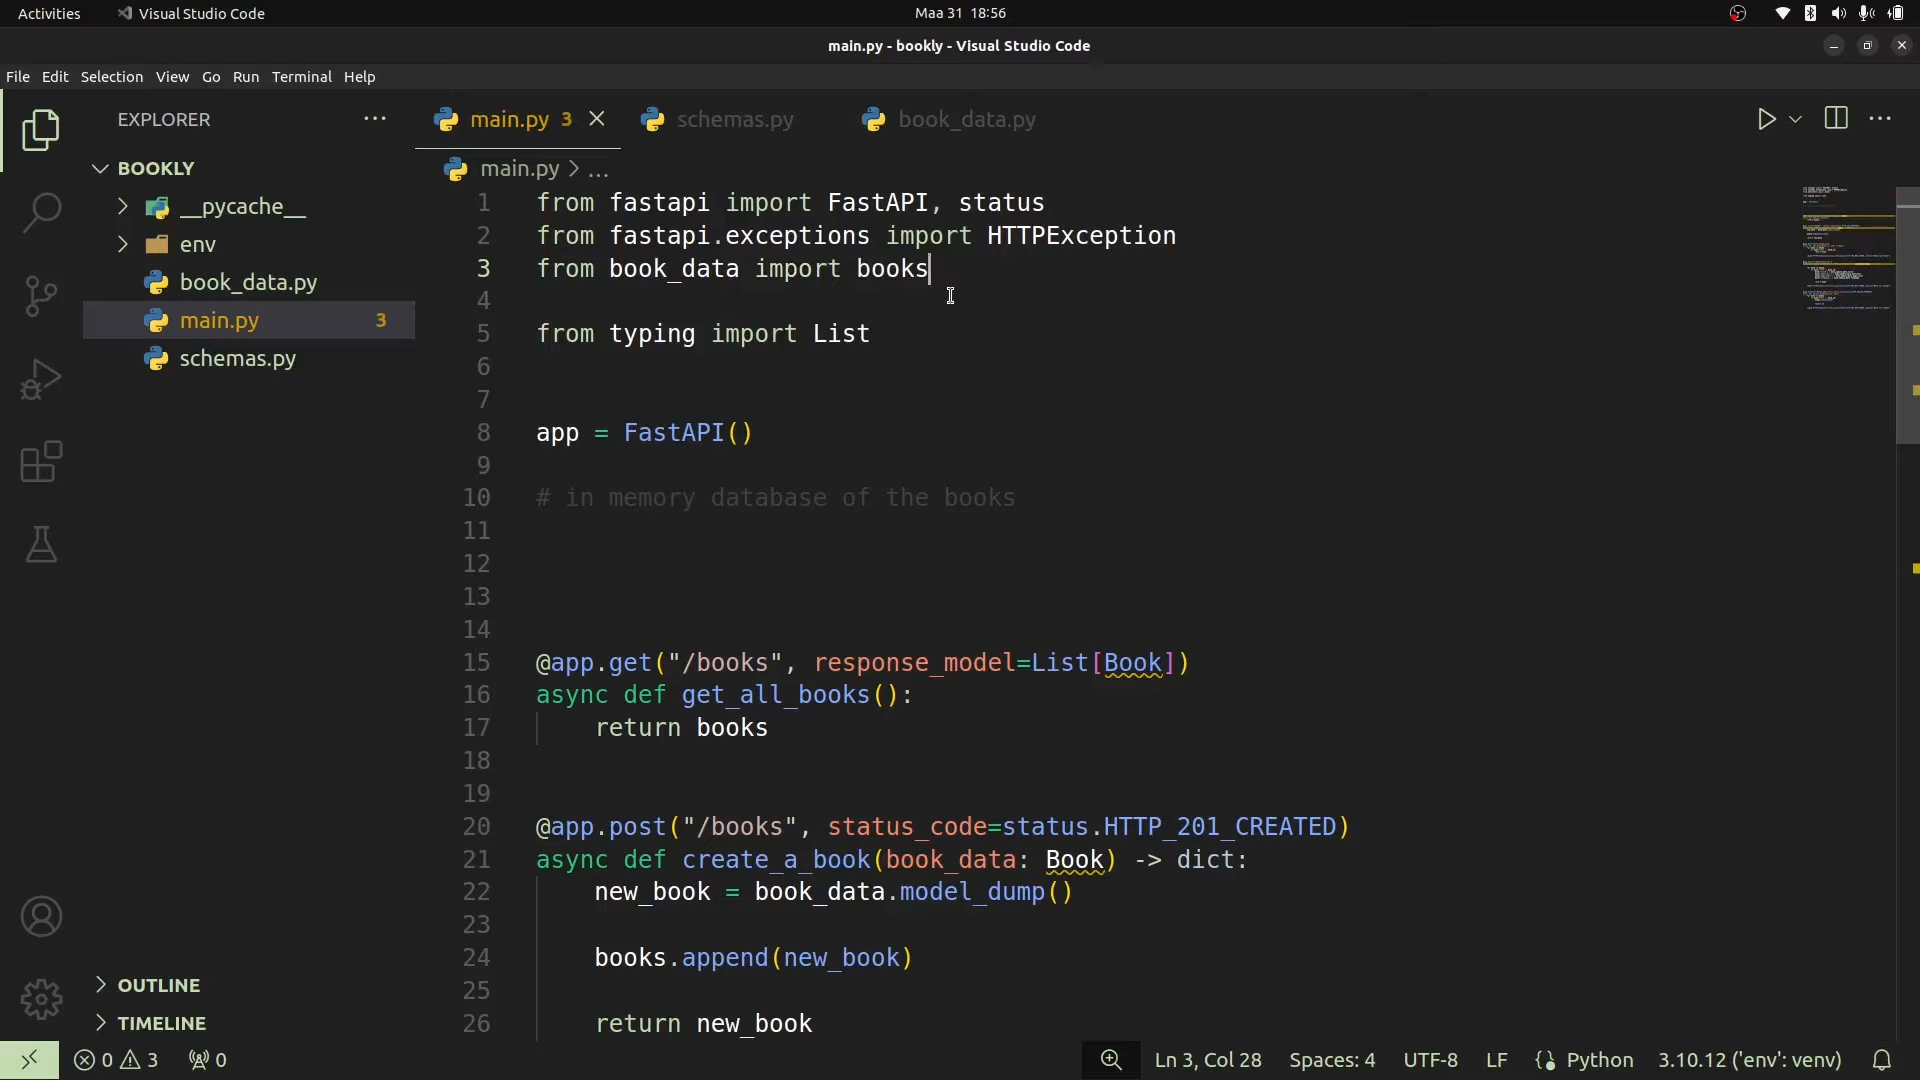 Activities
Visual Studio Code
Maa 31 18:56
main.py - bookly - Visual Studio Code
File Edit Selection View Go Run Terminal Help
EXPLORER
main.py 3
schemas.py
book_data.py
BOOKLY
main.py > ...
__pycache__
env
book_data.py
main.py 3
schemas.py
1 from fastapi import FastAPI, status
2 from fastapi.exceptions import HTTPException
3 from book_data import books
4
5 from typing import List
6
7
8 app = FastAPI()
9
10 # in memory database of the books
11
12
13
14
15 @app.get("/books", response_model=List[Book])
16 async def get_all_books():
17 return books
18
19
20 @app.post("/books", status_code=status.HTTP_201_CREATED)
21 async def create_a_book(book_data: Book) -> dict:
22 new_book = book_data.model_dump()
23
24 books.append(new_book)
25
26 return new_book
OUTLINE
TIMELINE
0 3 0
Ln 3, Col 28
Spaces: 4
UTF-8
LF
Python
3.10.12 ('env': venv)